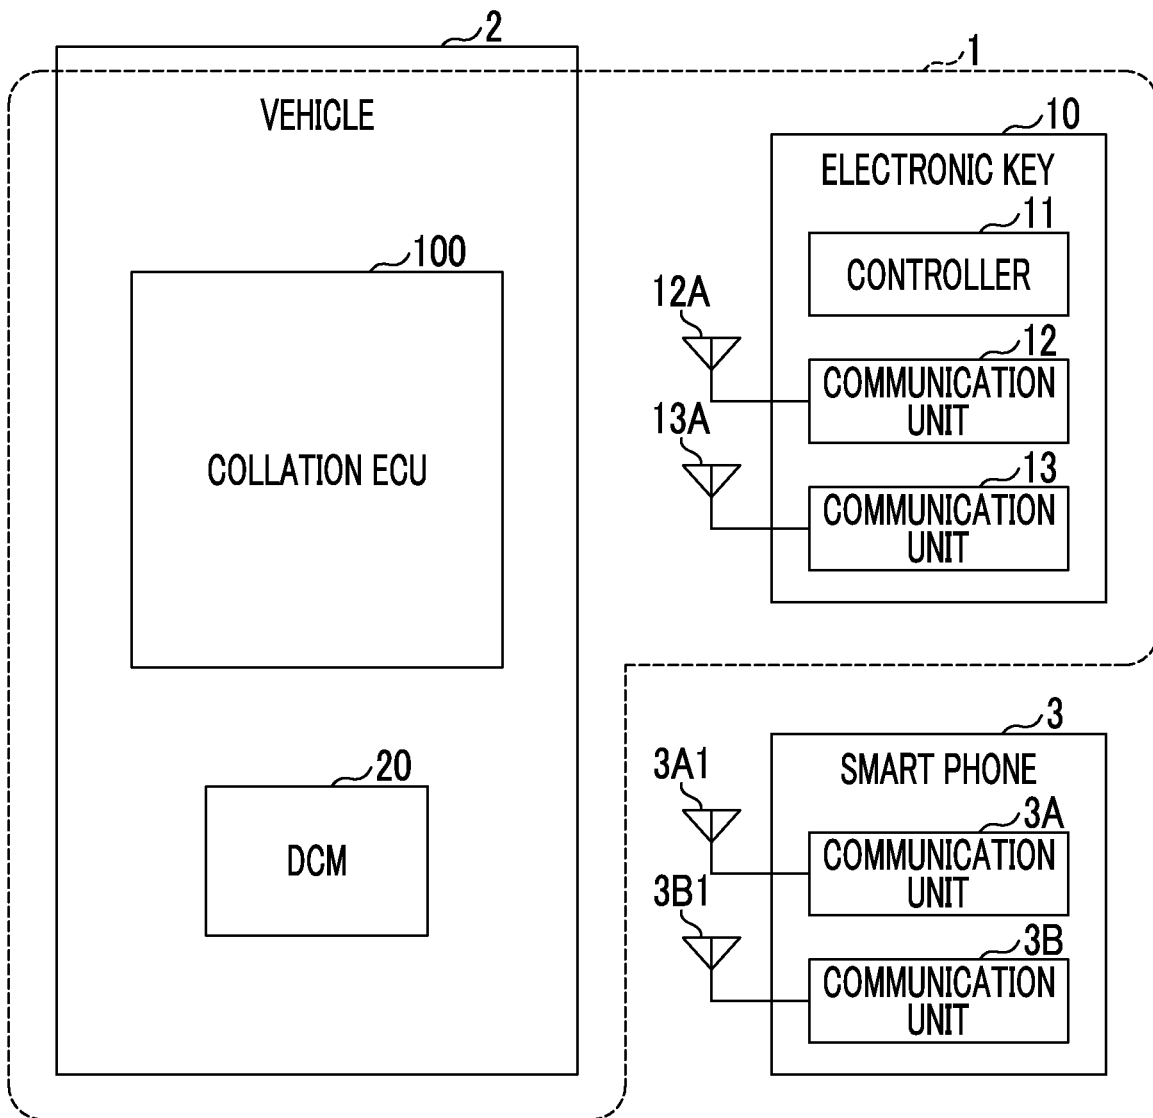 2
1
VEHICLE
10
ELECTRONIC KEY
11
CONTROLLER
100
12A
12
COMMUNICATION
UNIT
13A
13
COMMUNICATION
UNIT
COLLATION ECU
3
SMART PHONE
20
3A1
3A
COMMUNICATION
UNIT
DCM
3B1
3B
COMMUNICATION
UNIT